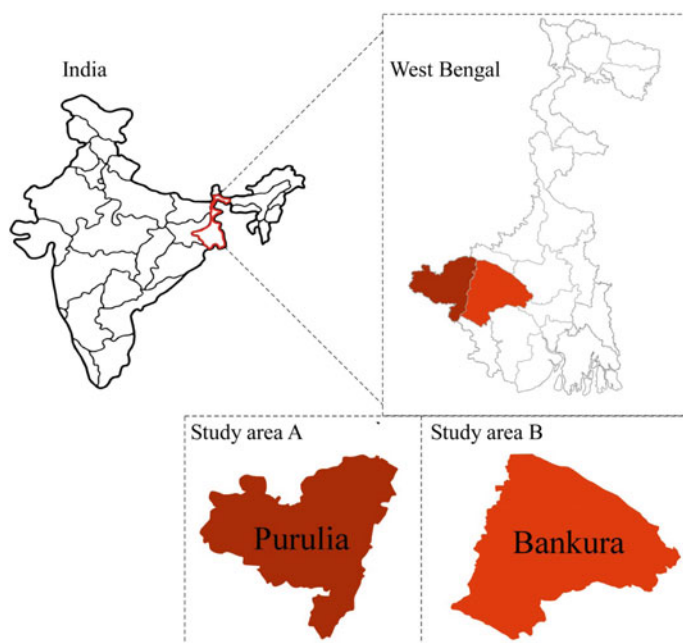 India
West Bengal
Study area A
Study area B
Purulia
Bankura